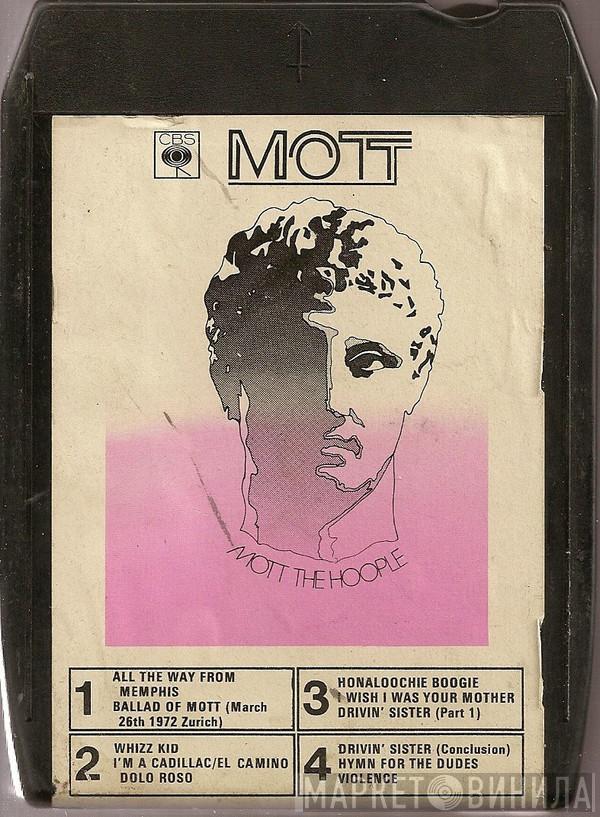 CBS
MOTT
MOTT THE HOOPLE
1
ALL THE WAY FROM
MEMPHIS
BALLAD OF MOTT (March
26th 1972 Zurich)
2
WHIZZ KID
I'M A CADILLAC/EL CAMINO
DOLO ROSO
3
HONALOOCHIE BOOGIE
I WISH I WAS YOUR MOTHER
DRIVIN' SISTER (Part 1)
4
DRIVIN' SISTER (Conclusion)
HYMN FOR THE DUDES
VIOLENCE
МАРКЕТ ВИНИЛА